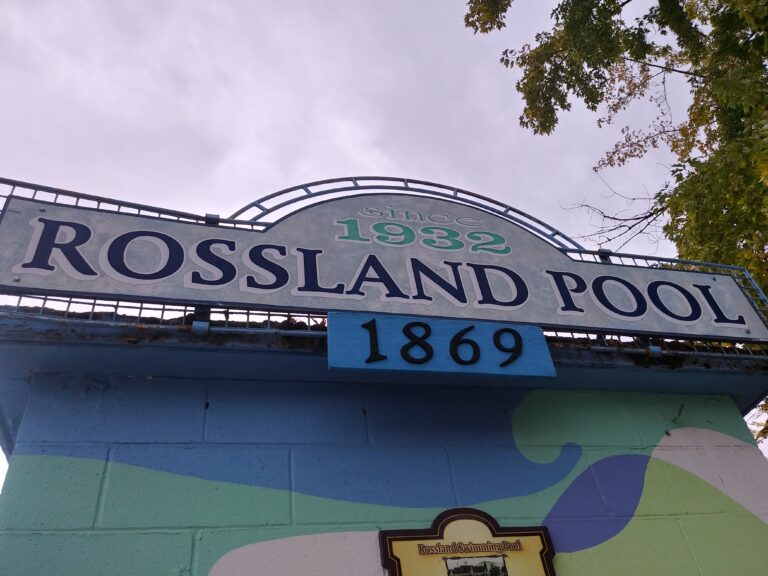 since
1932
ROSSLAND POOL
1869
Rossland Swimming Pool